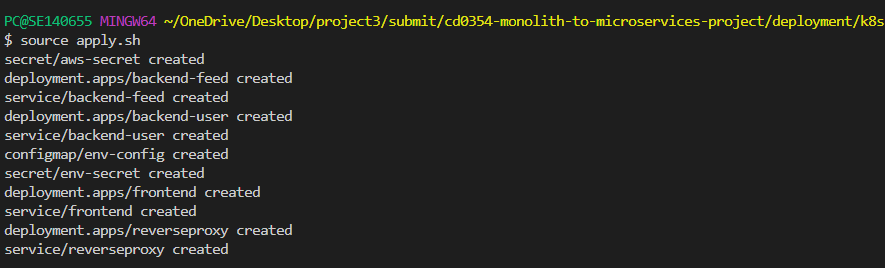 PC@SE140655 MINGW64 ~/OneDrive/Desktop/project3/submit/cd0354-monolith-to-microservices-project/deployment/k8s
$ source apply.sh
secret/aws-secret created
deployment.apps/backend-feed created
service/backend-feed created
deployment.apps/backend-user created
service/backend-user created
configmap/env-config created
secret/env-secret created
deployment.apps/frontend created
service/frontend created
deployment.apps/reverseproxy created
service/reverseproxy created